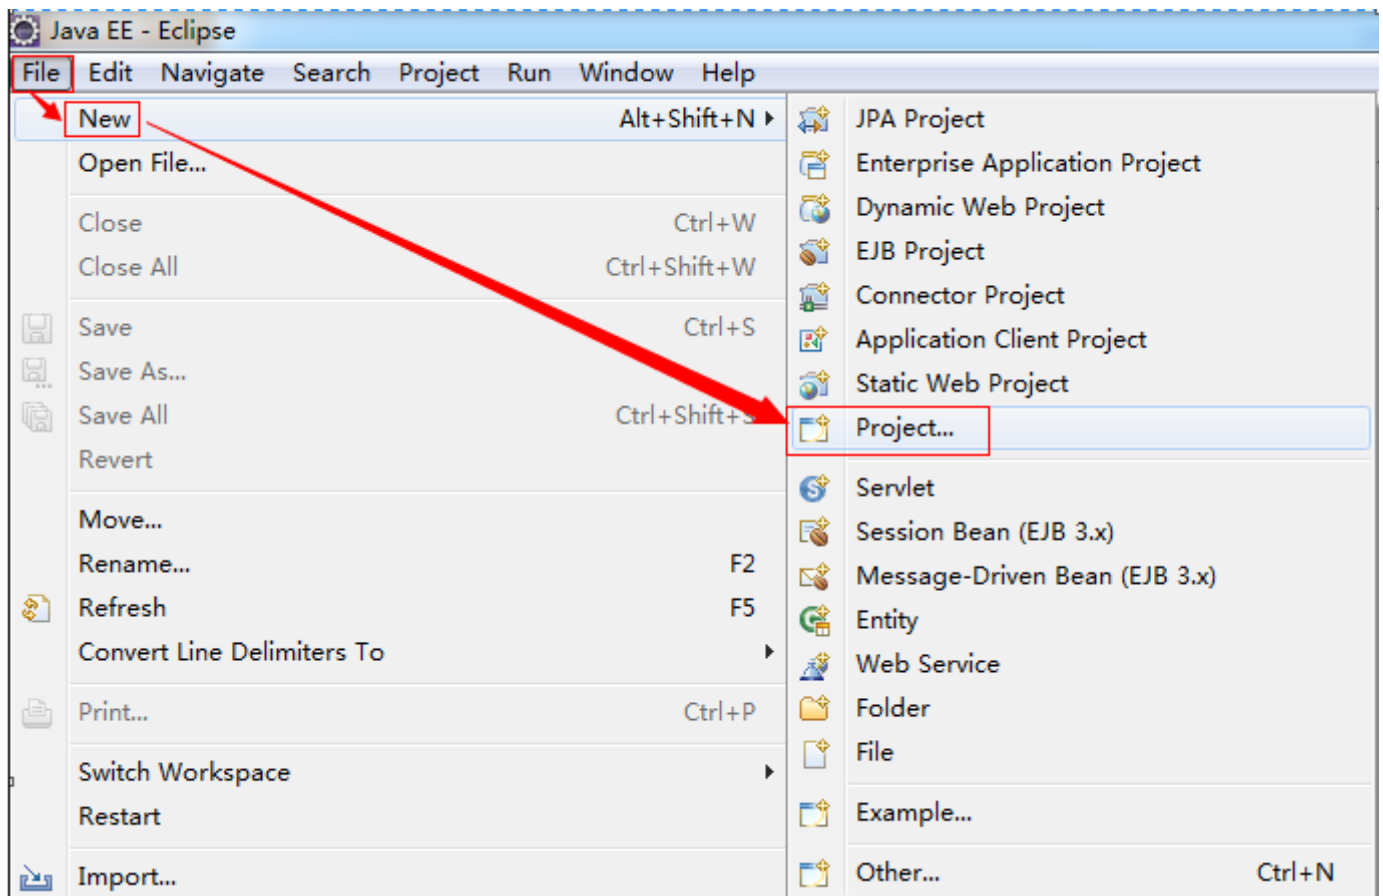 Java EE - Eclipse
File Edit Navigate Search Project Run Window Help
New Alt+Shift+N
Open File...
Close Ctrl+W
Close All Ctrl+Shift+W
Save Ctrl+S
Save As...
Save All Ctrl+Shift+S
Revert
Move...
Rename... F2
Refresh F5
Convert Line Delimiters To
Print... Ctrl+P
Switch Workspace
Restart
Import...
JPA Project
Enterprise Application Project
Dynamic Web Project
EJB Project
Connector Project
Application Client Project
Static Web Project
Project...
Servlet
Session Bean (EJB 3.x)
Message-Driven Bean (EJB 3.x)
Entity
Web Service
Folder
File
Example...
Other... Ctrl+N